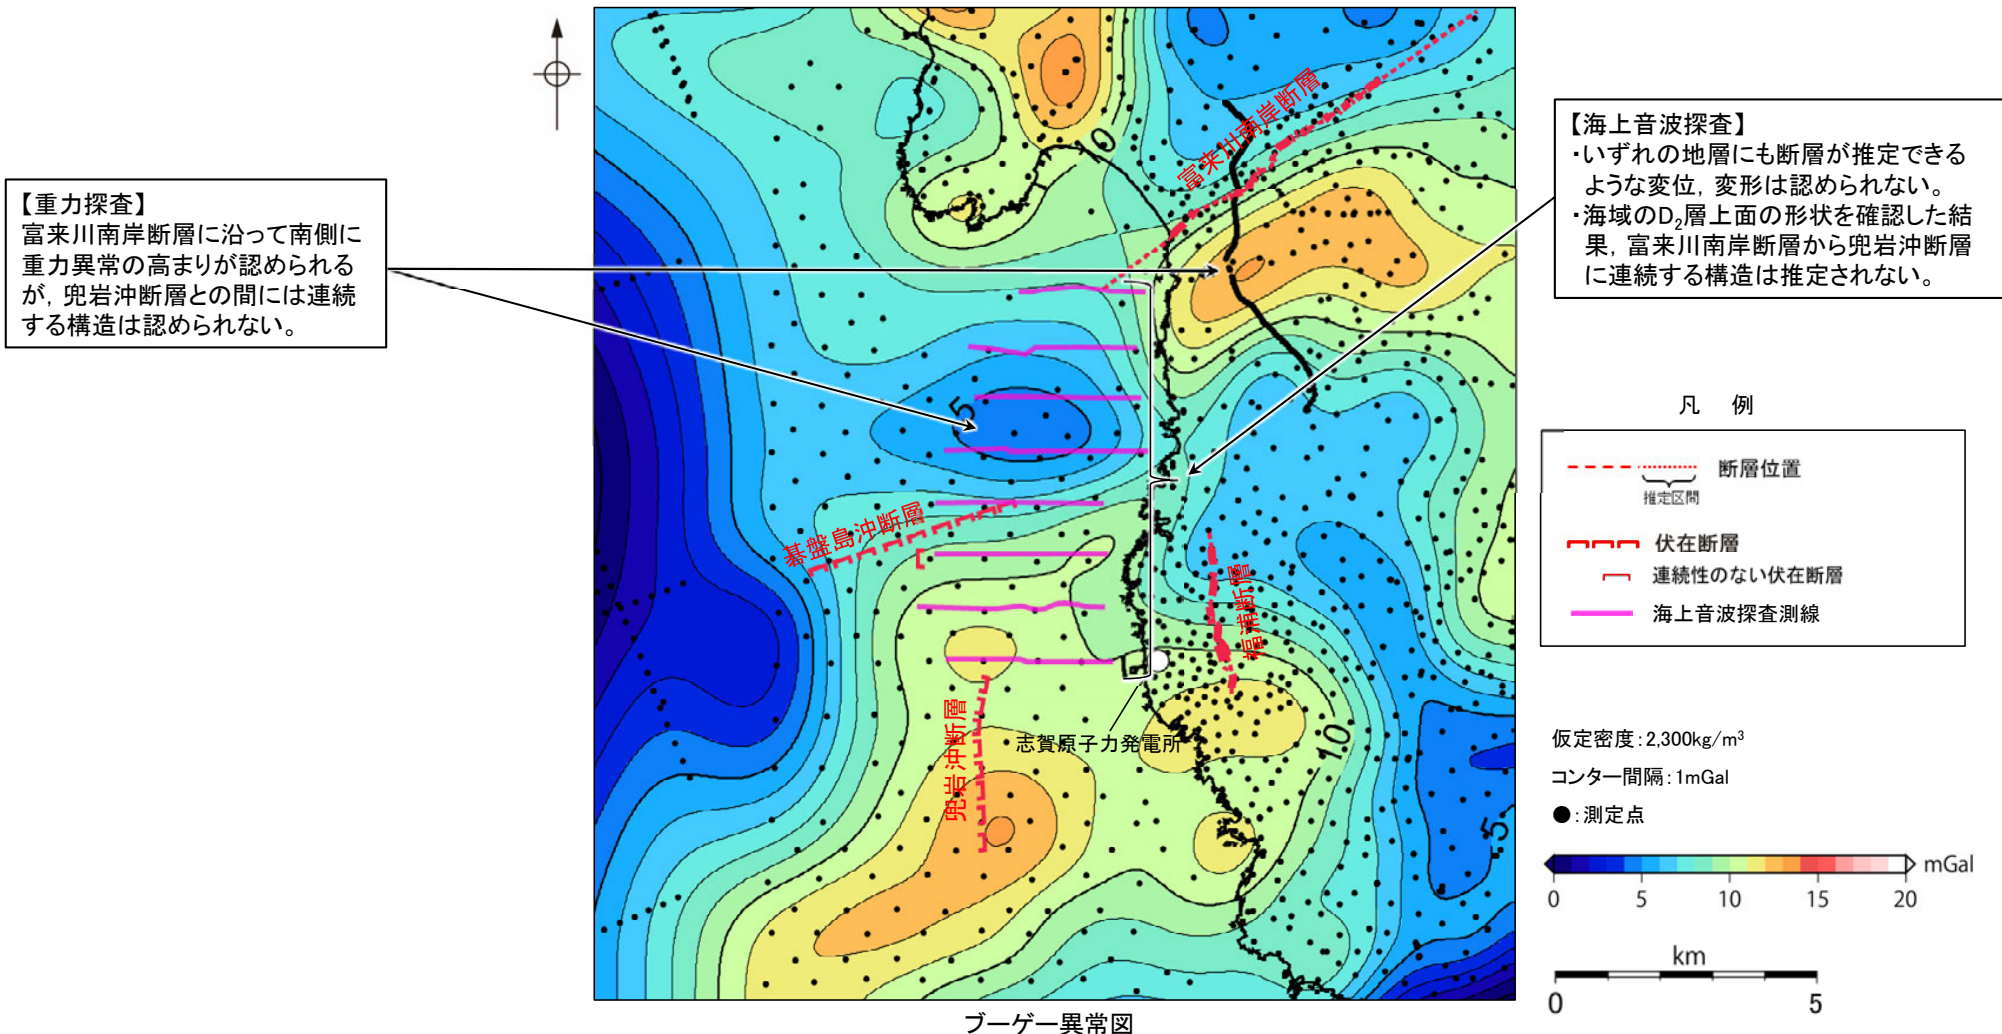 【重力探査】
富来川南岸断層に沿って南側に
重力異常の高まりが認められる
が，兜岩沖断層との間には連続
する構造は認められない。
富来川南岸断層
0
5
碁盤島沖断層
福浦断層
兜岩沖断層
志賀原子力発電所
10
5
ブーゲー異常図
【海上音波探査】
・いずれの地層にも断層が推定できる
ような変位，変形は認められない。
・海域のD₂層上面の形状を確認した結
果，富来川南岸断層から兜岩沖断層
に連続する構造は推定されない。
凡 例
断層位置
推定区間
伏在断層
連続性のない伏在断層
海上音波探査測線
仮定密度：2,300kg/m³
コンター間隔：1mGal
●：測定点
mGal
0 5 10 15 20
km
0 5